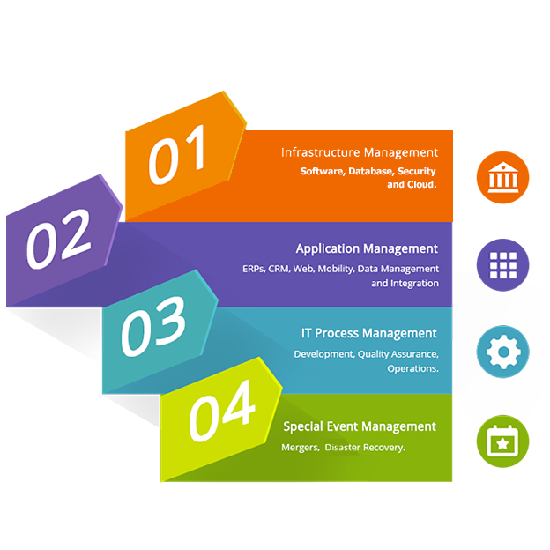 01
Infrastructure Management
Software, Database, Security
and Cloud.
02
Application Management
ERPs, CRM, Web, Mobility, Data Management
and Integration
03
IT Process Management
Development, Quality Assurance,
Operations.
04
Special Event Management
Mergers, Disaster Recovery.